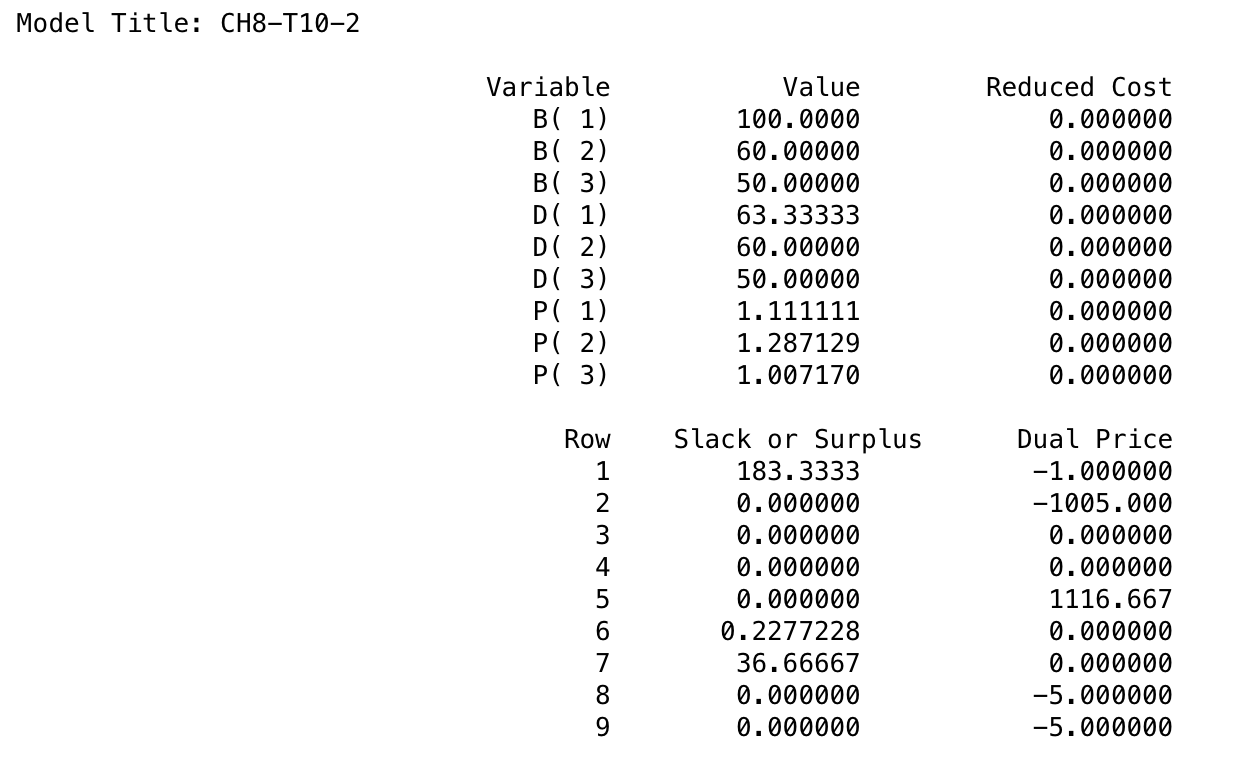 Model Title: CH8-T10-2
Variable Value Reduced Cost
B( 1) 100.0000 0.000000
B( 2) 60.00000 0.000000
B( 3) 50.00000 0.000000
D( 1) 63.33333 0.000000
D( 2) 60.00000 0.000000
D( 3) 50.00000 0.000000
P( 1) 1.111111 0.000000
P( 2) 1.287129 0.000000
P( 3) 1.007170 0.000000
Row Slack or Surplus Dual Price
1 183.3333 -1.000000
2 0.000000 -1005.000
3 0.000000 0.000000
4 0.000000 0.000000
5 0.000000 1116.667
6 0.2277228 0.000000
7 36.66667 0.000000
8 0.000000 -5.000000
9 0.000000 -5.000000